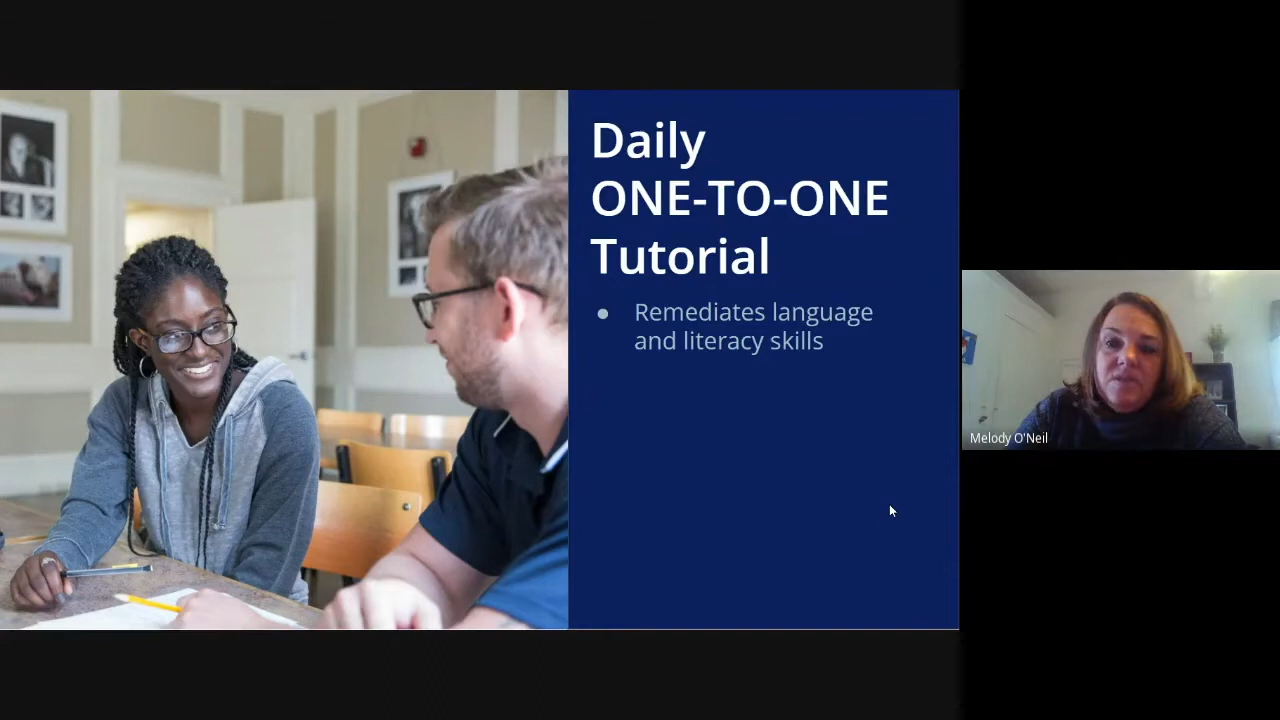 Daily
ONE-TO-ONE
Tutorial
● Remediates language
and literacy skills
Melody O'Neil